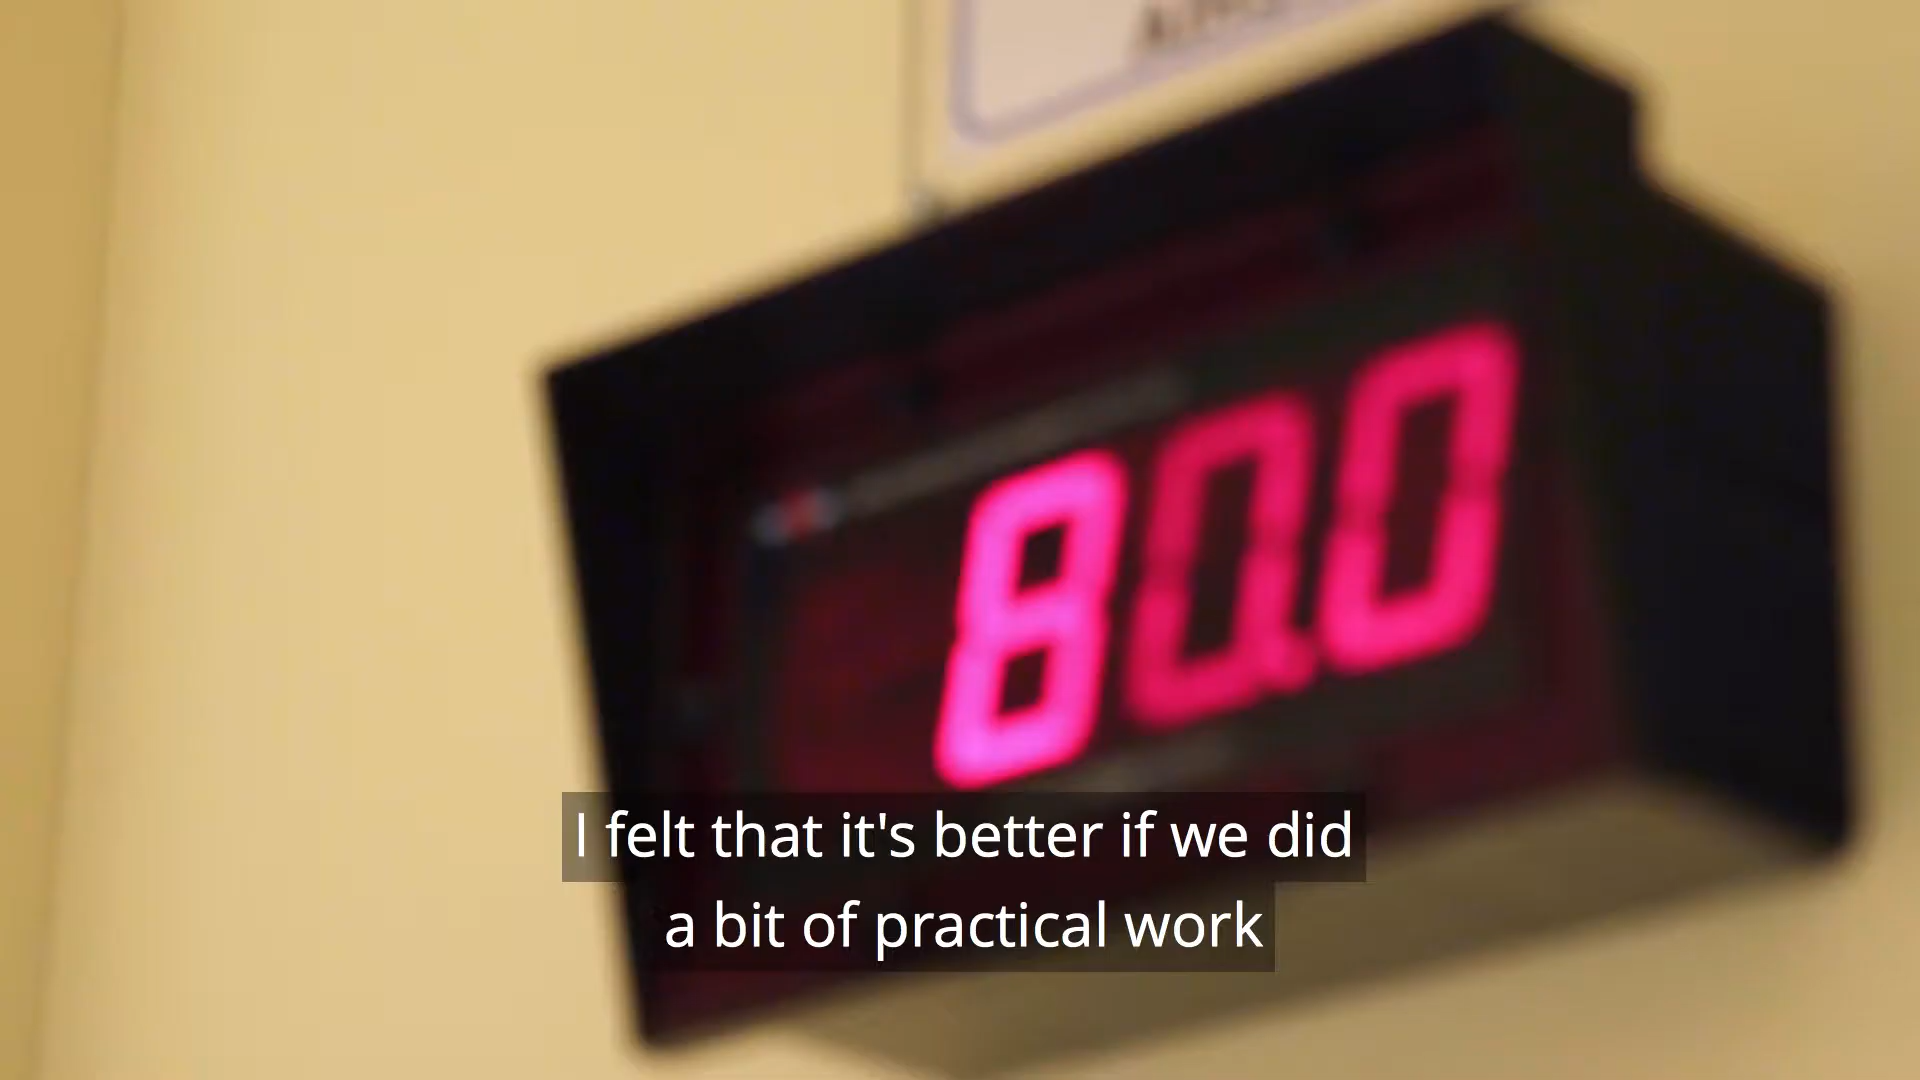 80.0
I felt that it's better if we did
a bit of practical work